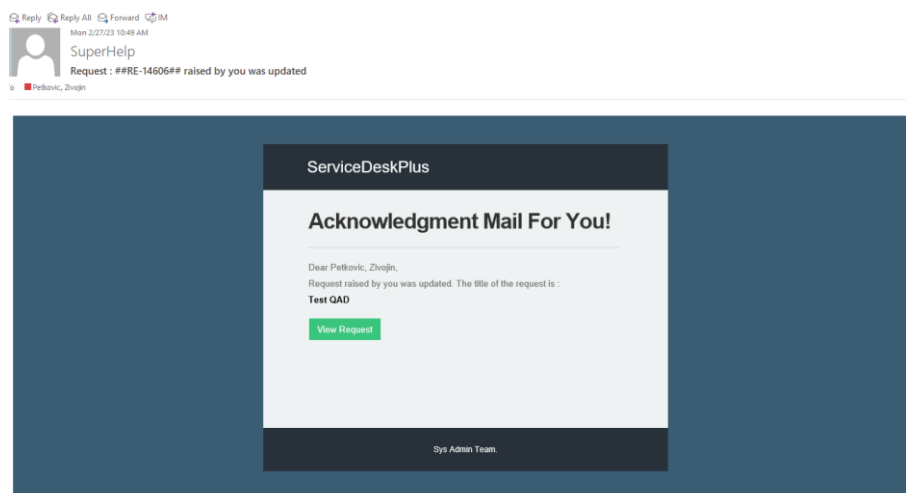 Reply Reply All Forward IM
Mon 2/27/23 10:49 AM
SuperHelp
Request : ##RE-14606## raised by you was updated
Petkovic, Zivojin
ServiceDeskPlus
Acknowledgment Mail For You!
Dear Petkovic, Zivojin,
Request raised by you was updated. The title of the request is :
Test QAD
View Request
Sys Admin Team.